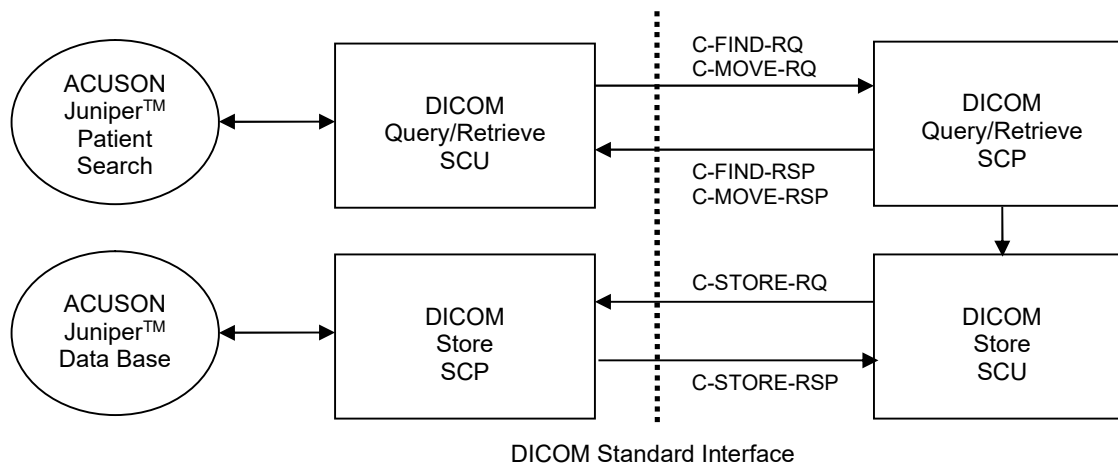 ACUSON
Juniper™
Patient
Search
DICOM
Query/Retrieve
SCU
C-FIND-RQ
C-MOVE-RQ
C-FIND-RSP
C-MOVE-RSP
DICOM
Query/Retrieve
SCP
ACUSON
Juniper™
Data Base
DICOM
Store
SCP
C-STORE-RQ
C-STORE-RSP
DICOM
Store
SCU
DICOM Standard Interface